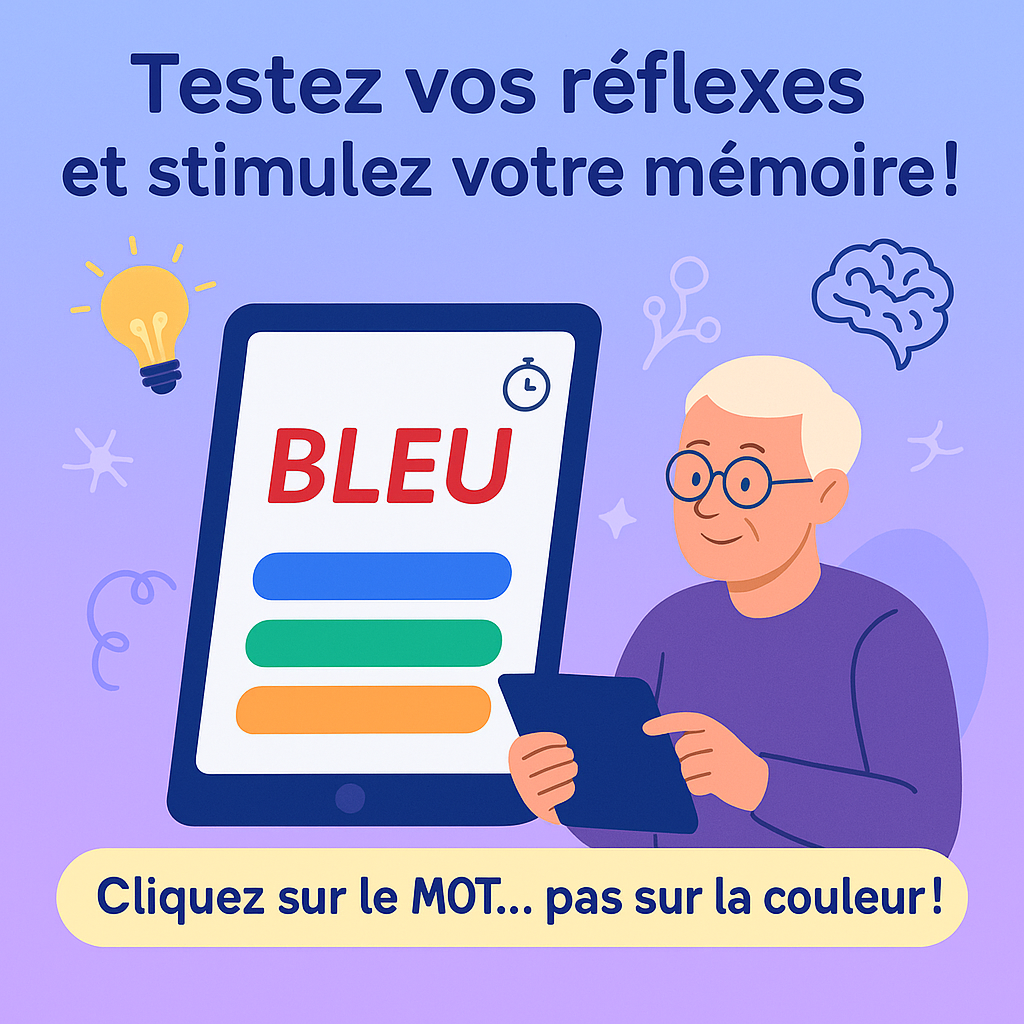 Testez vos réflexes
et stimulez votre mémoire!
BLEU
Cliquez sur le MOT... pas sur la couleur!